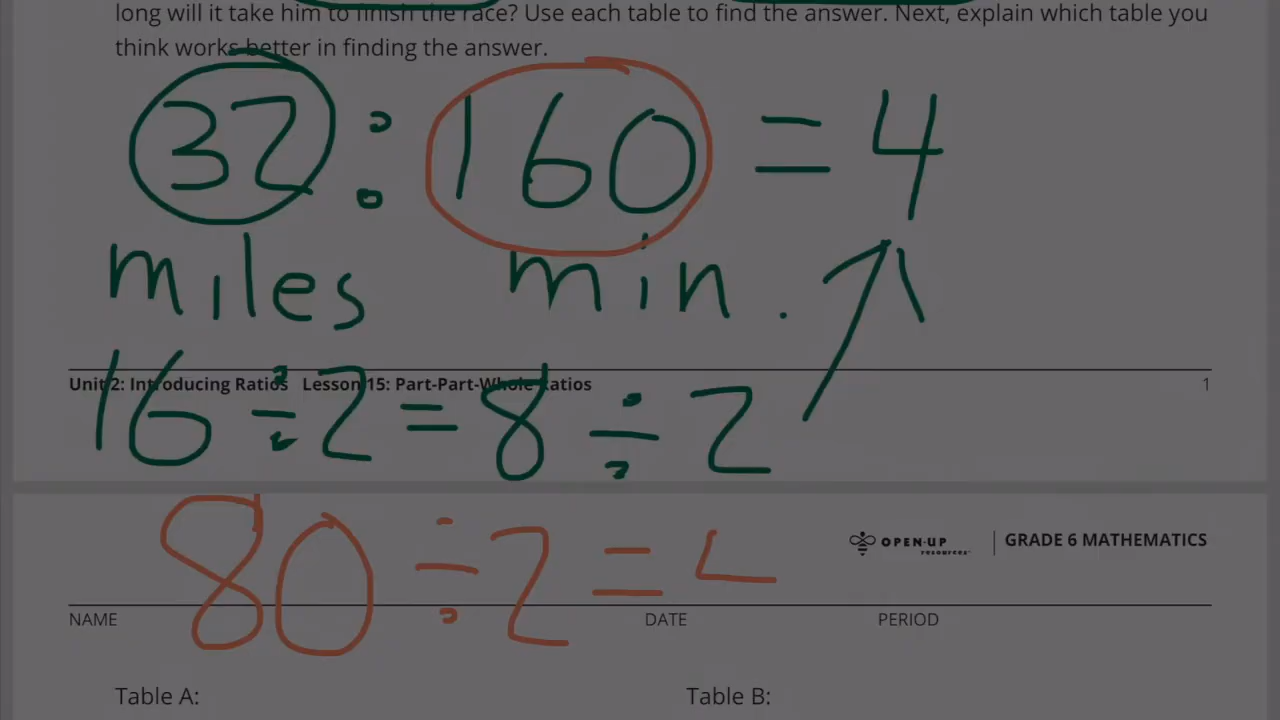 long will it take him to finish the race? Use each table to find the answer. Next, explain which table you
think works better in finding the answer.
32 : 160 = 4
miles min.
Unit 2: Introducing Ratios Lesson 15: Part-Part-Whole Ratios 1
16 ÷ 2 = 8 ÷ 2
80 ÷ 2 =
OPEN-UP resources GRADE 6 MATHEMATICS
NAME DATE PERIOD
Table A: Table B: